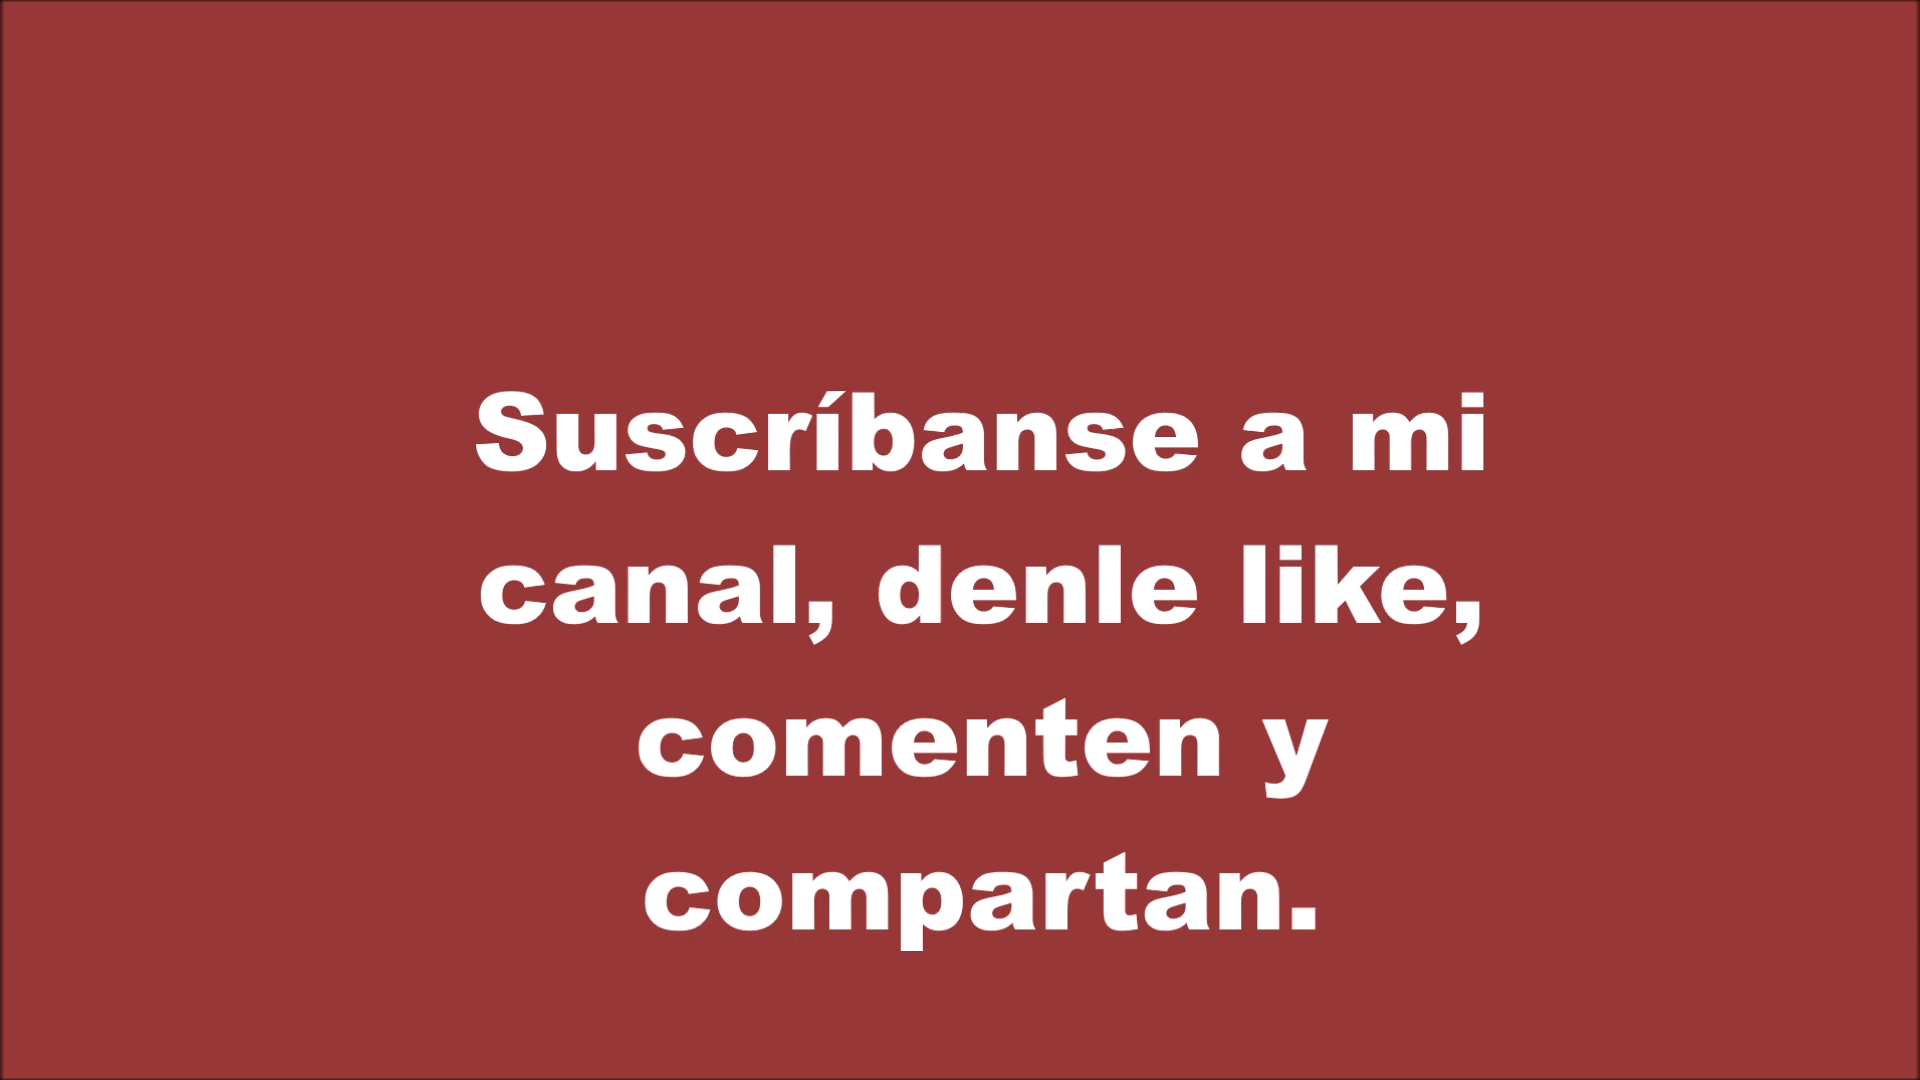 Suscríbanse a mi
canal, denle like,
comenten y
compartan.